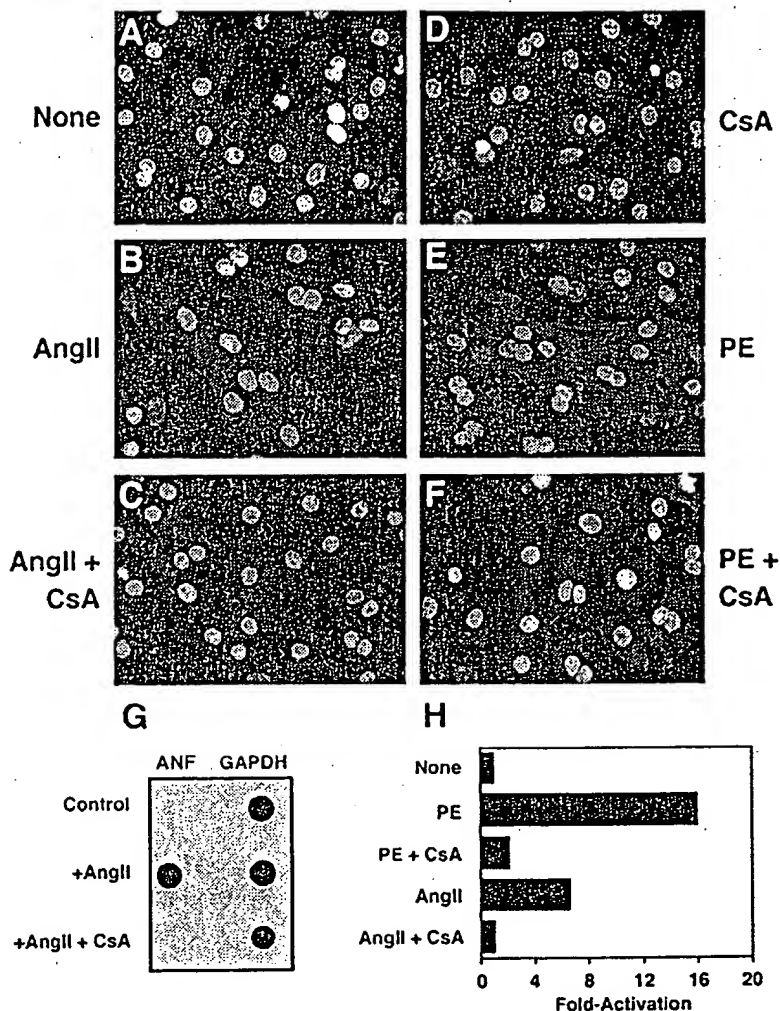 A
D
None
CsA
B
E
AngII
PE
C
F
AngII +
CsA
PE +
CsA
G
H
ANF GAPDH
Control
+AngII
+AngII + CsA
None
PE
PE + CsA
AngII
AngII + CsA
0 4 8 12 16 20
Fold-Activation